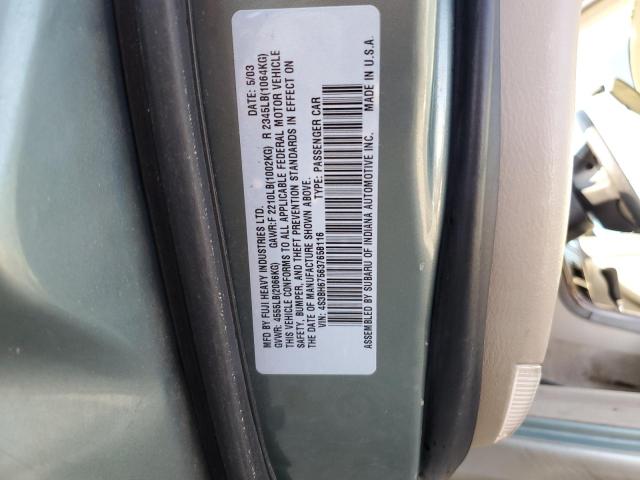 MFD BY FUJI HEAVY INDUSTRIES LTD. DATE: 5/03
GVWR: 4555LB(2066KG) GAWR:F 2210LB(1002KG) R 2345LB(1064KG)
THIS VEHICLE CONFORMS TO ALL APPLICABLE FEDERAL MOTOR VEHICLE
SAFETY, BUMPER, AND THEFT PREVENTION STANDARDS IN EFFECT ON
THE DATE OF MANUFACTURE SHOWN ABOVE.
VIN: 4S3BH675637658116 TYPE: PASSENGER CAR
ASSEMBLED BY SUBARU OF INDIANA AUTOMOTIVE INC. MADE IN U.S.A.